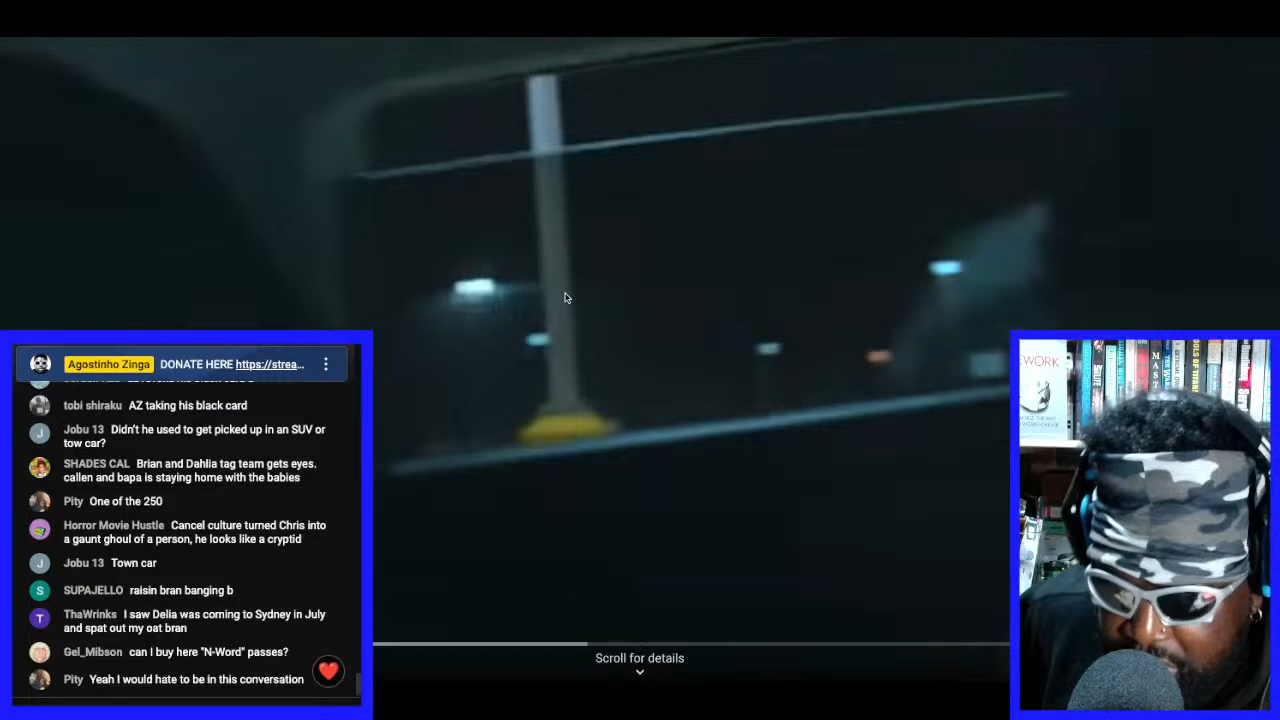 Agostinho Zinga DONATE HERE https://strea...
tobi shiraku AZ taking his black card
Jobu 13 Didn't he used to get picked up in an SUV or
tow car?
SHADES CAL Brian and Dahlia tag team gets eyes.
callen and bapa is staying home with the babies
Pity One of the 250
Horror Movie Hustle Cancel culture turned Chris into
a gaunt ghoul of a person, he looks like a cryptid
Jobu 13 Town car
SUPAJELLO raisin bran banging b
ThaWrinks I saw Delia was coming to Sydney in July
and spat out my oat bran
Gei_Mibson can I buy here "N-Word" passes?
Pity Yeah I would hate to be in this conversation
Scroll for details
WORK